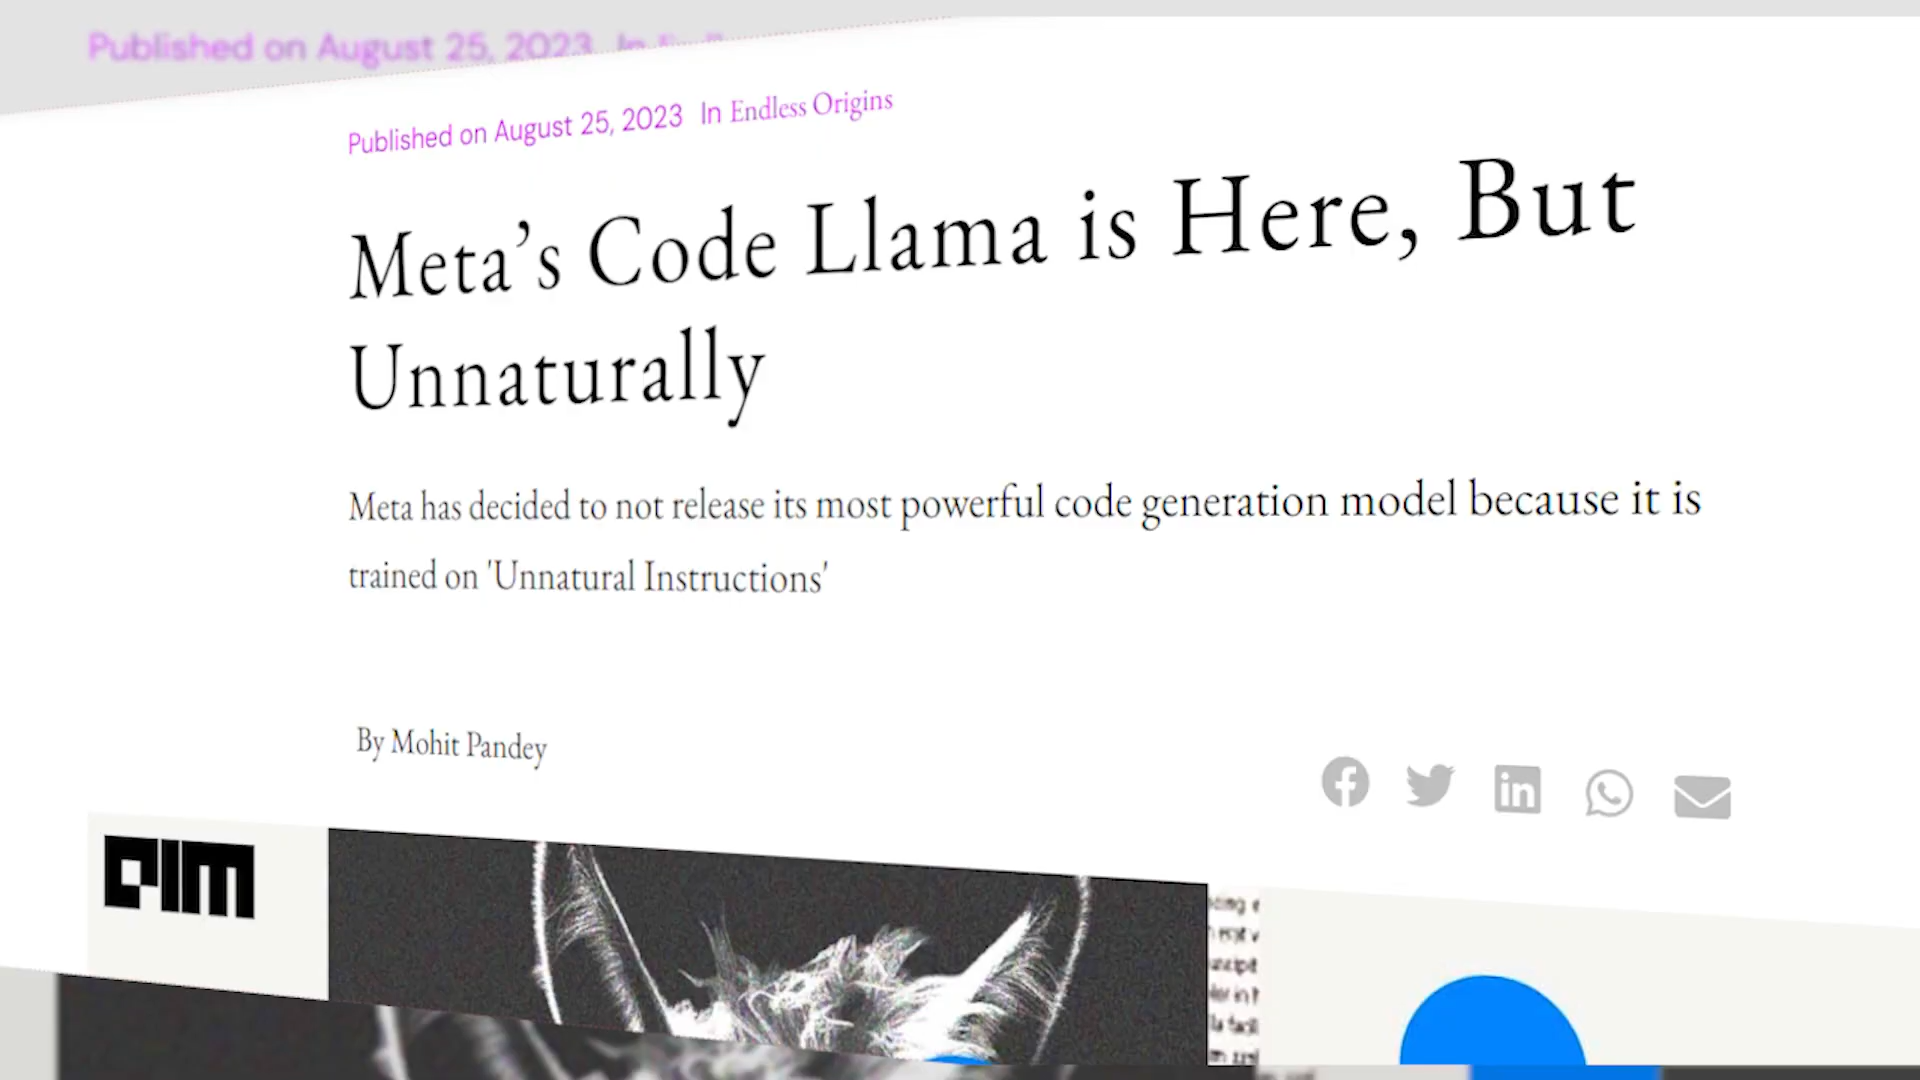 Published on August 25, 2023 In
Published on August 25, 2023 In Endless Origins
Meta’s Code Llama is Here, But
Unnaturally
Meta has decided to not release its most powerful code generation model because it is
trained on 'Unnatural Instructions'
By Mohit Pandey
AIM